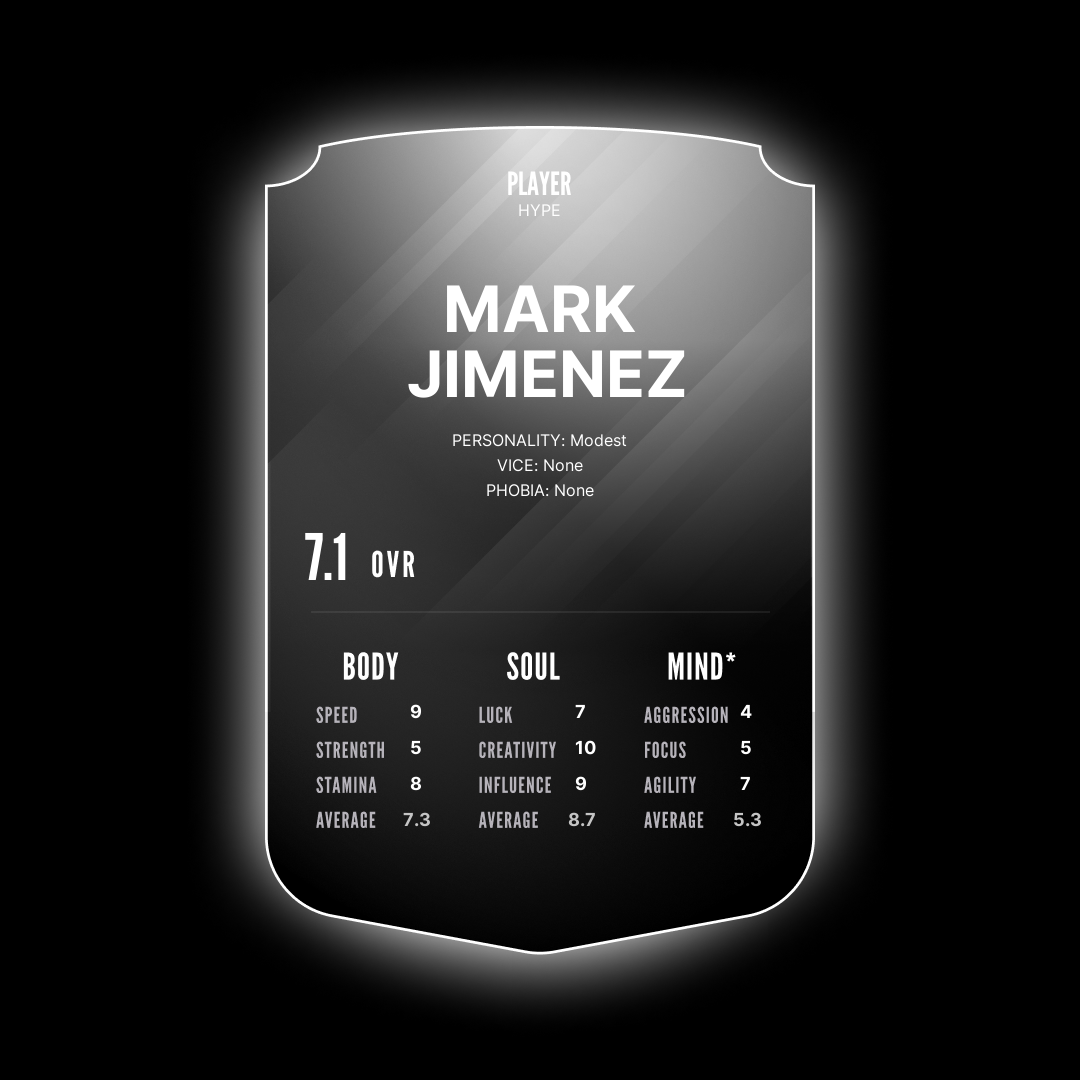 PLAYER
HYPE
MARK
JIMENEZ
PERSONALITY: Modest
VICE: None
PHOBIA: None
7.1 OVR
BODY SOUL MIND*
SPEED 9 LUCK 7 AGGRESSION 4
STRENGTH 5 CREATIVITY 10 FOCUS 5
STAMINA 8 INFLUENCE 9 AGILITY 7
AVERAGE 7.3 AVERAGE 8.7 AVERAGE 5.3